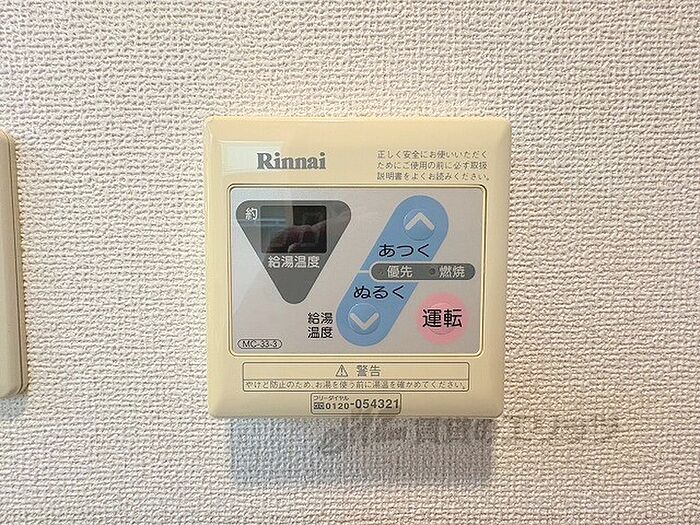 Rinnai
正しく安全にお使いいただく
ためにご使用の前に必ず取扱
説明書をよくお読みください。
約
給湯温度
あつく
優先 燃焼
ぬるく
給湯
温度
運転
MC-33-3
⚠ 警告
やけど防止のため、お湯を使う前に湯温を確かめてください。
フリーダイヤル
0120-054321